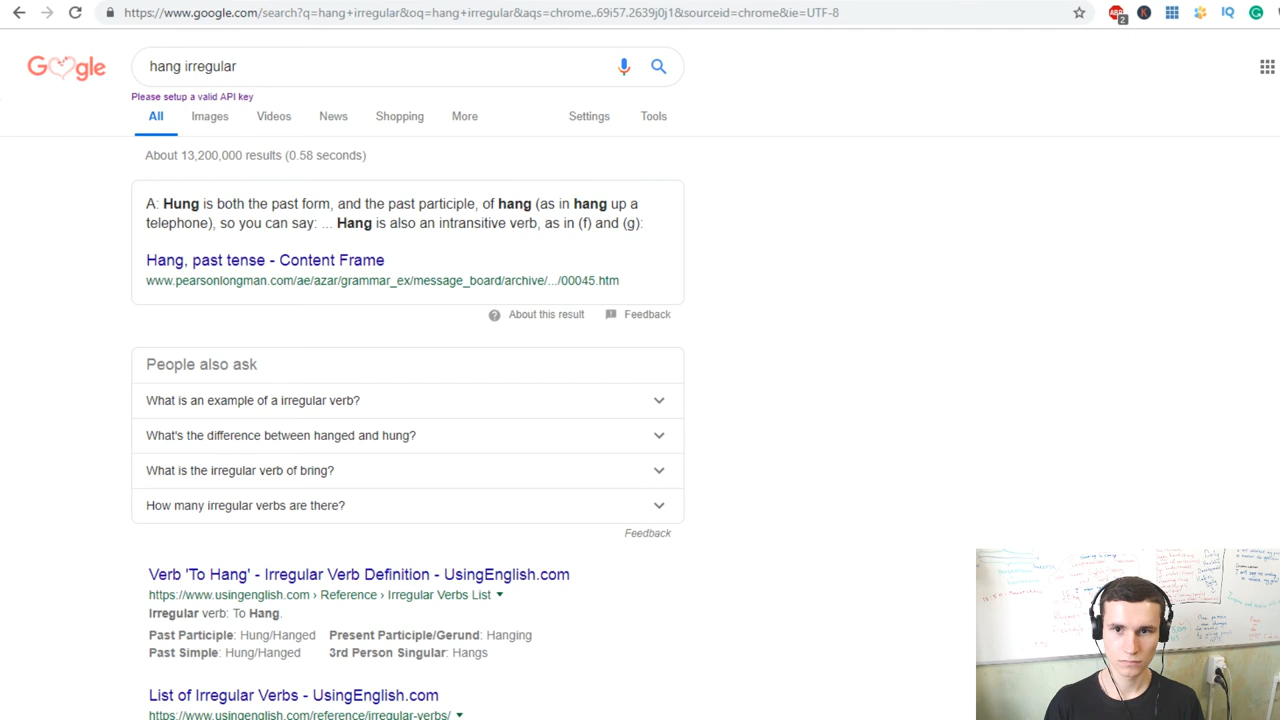 https://www.google.com/search?q=hang+irregular&oq=hang+irregular&aqs=chrome..69i57.2639j0j1&sourceid=chrome&ie=UTF-8
ABP
2
K
IQ
G
Google
hang irregular
Please setup a valid API key
All Images Videos News Shopping More Settings Tools
About 13,200,000 results (0.58 seconds)
A: Hung is both the past form, and the past participle, of hang (as in hang up a
telephone), so you can say: ... Hang is also an intransitive verb, as in (f) and (g):
Hang, past tense - Content Frame
www.pearsonlongman.com/ae/azar/grammar_ex/message_board/archive/.../00045.htm
About this result Feedback
People also ask
What is an example of a irregular verb?
What's the difference between hanged and hung?
What is the irregular verb of bring?
How many irregular verbs are there?
Feedback
Verb 'To Hang' - Irregular Verb Definition - UsingEnglish.com
https://www.usingenglish.com › Reference › Irregular Verbs List
Irregular verb: To Hang.
Past Participle: Hung/Hanged Present Participle/Gerund: Hanging
Past Simple: Hung/Hanged 3rd Person Singular: Hangs
List of Irregular Verbs - UsingEnglish.com
https://www.usingenglish.com/reference/irregular-verbs/